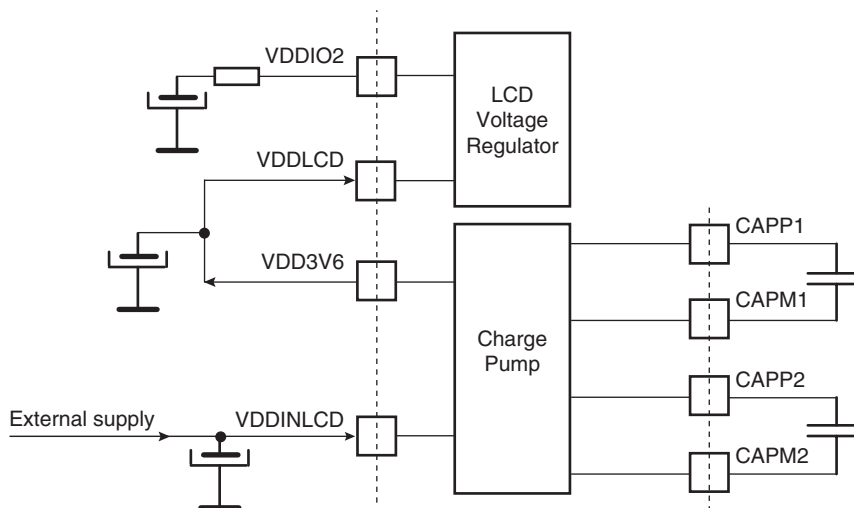 VDDIO2
LCD
Voltage
Regulator
VDDLCD
VDD3V6
CAPP1
CAPM1
Charge
Pump
CAPP2
External supply
VDDINLCD
CAPM2